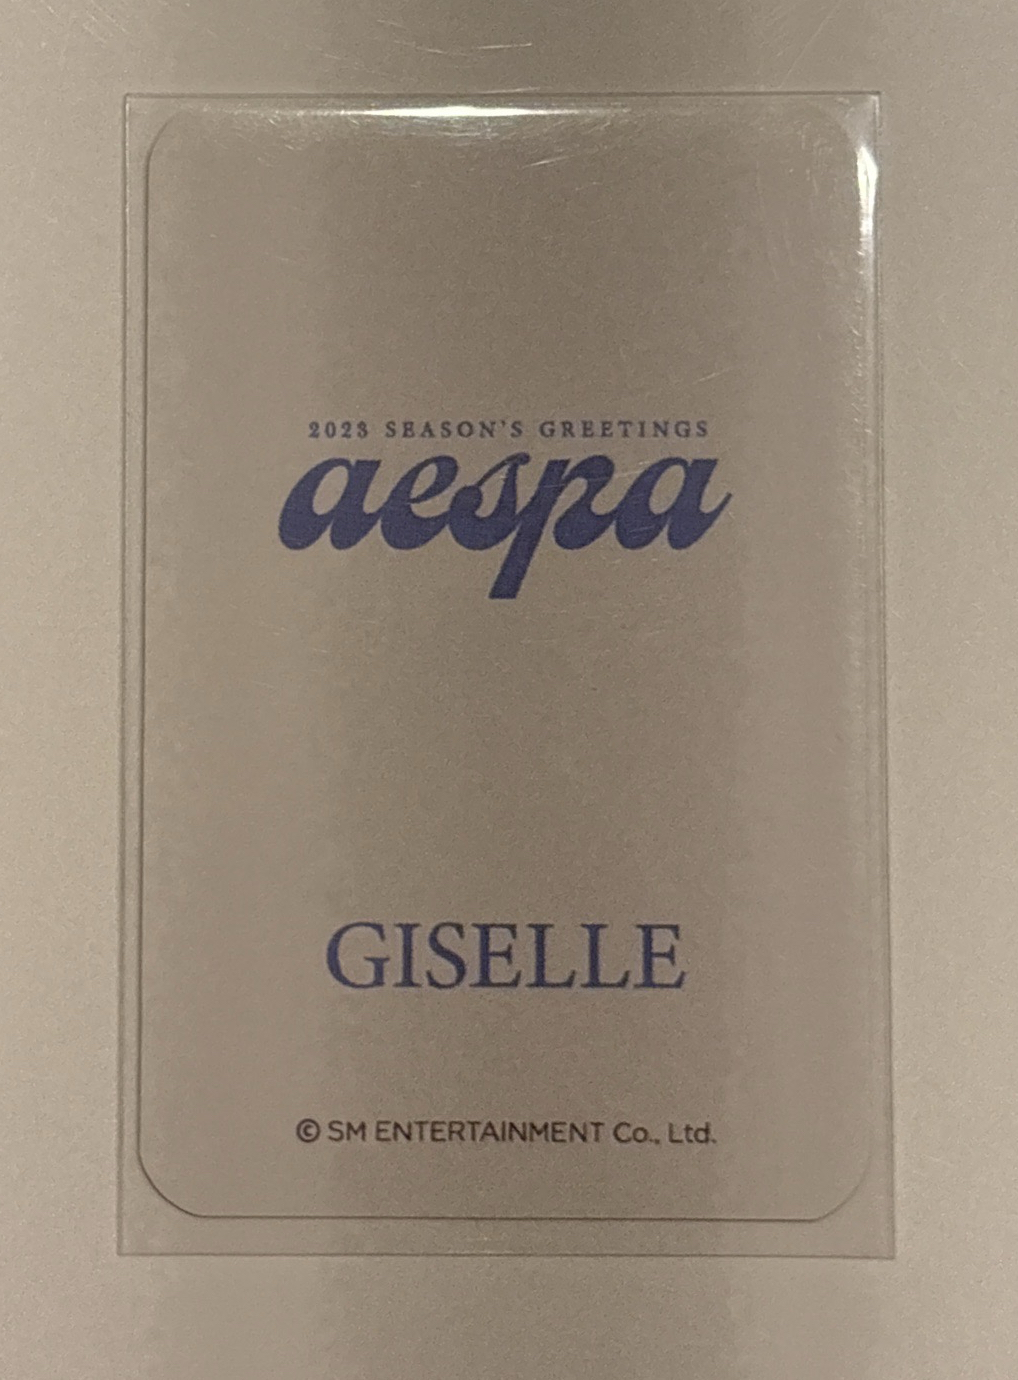 2023 SEASON'S GREETINGS
aespa
GISELLE
© SM ENTERTAINMENT Co., Ltd.